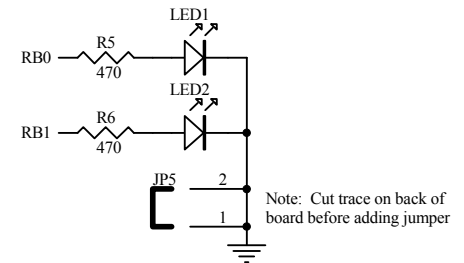 LED1
R5
RB0
470
LED2
R6
RB1
470
JP5
2
1
Note: Cut trace on back of
board before adding jumper